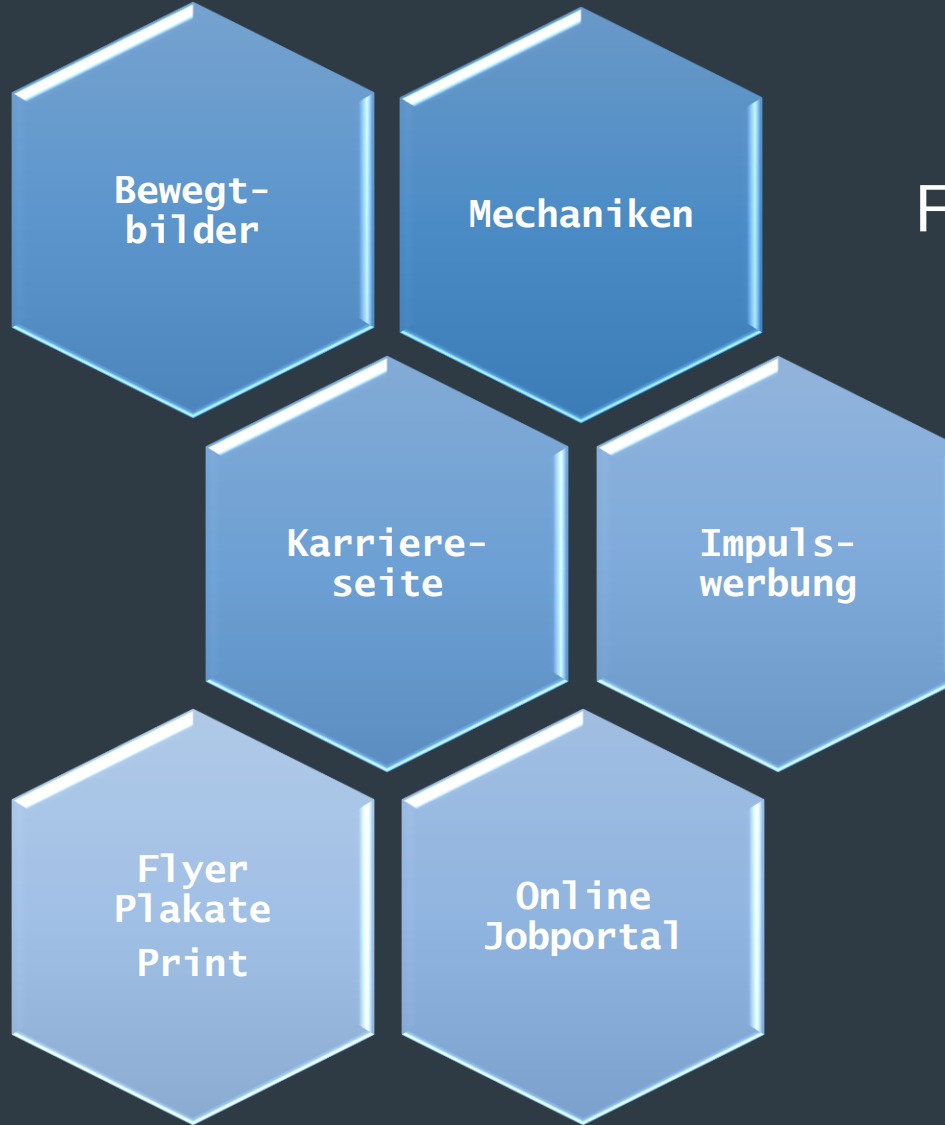 Bewegt-
bilder
Mechaniken
F
Karriere-
seite
Impuls-
werbung
Flyer
Plakate
Print
Online
Jobportal